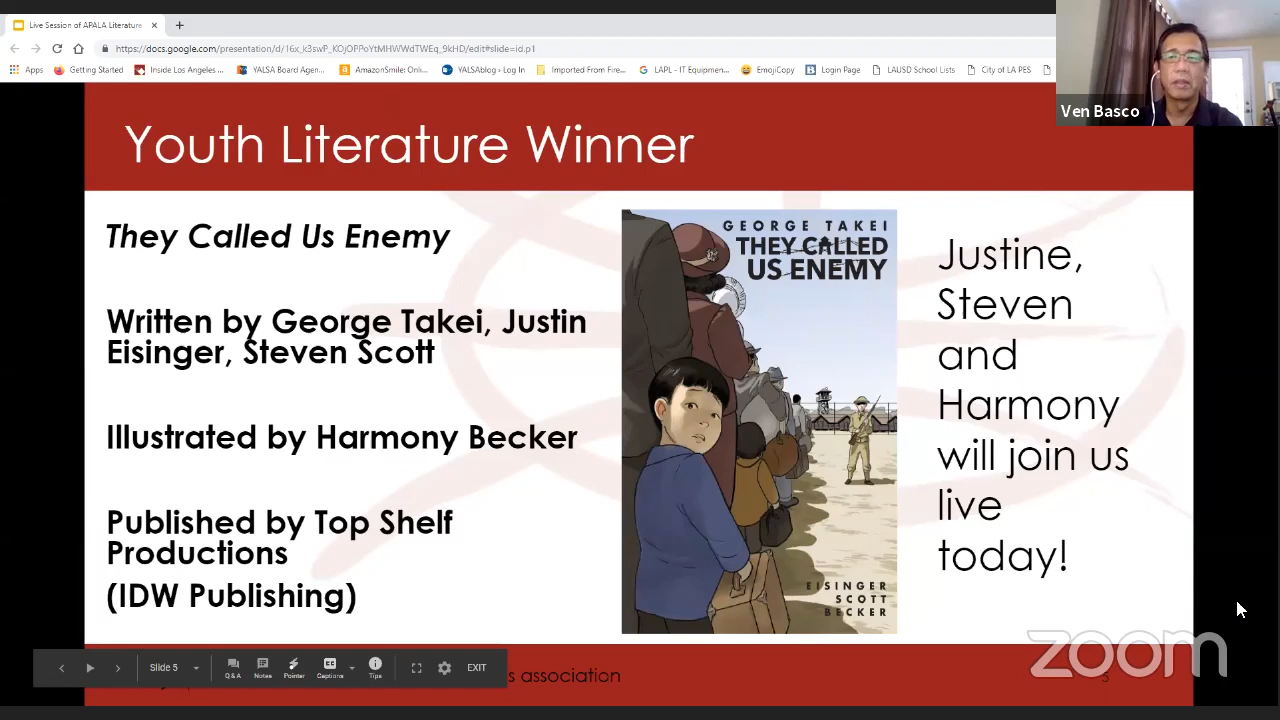 Live Session of APALA Literature
https://docs.google.com/presentation/d/16x_k3swP_KOjOPPoYtMHWWdTWEq_9kHD/edit#slide=id.p1
Apps
Getting Started
Inside Los Angeles ...
YALSA Board Agen...
AmazonSmile: Onli...
YALSAblog › Log In
Imported From Fire...
LAPL - IT Equipmen...
EmojiCopy
Login Page
LAUSD School Lists
City of LA PES
Ven Basco
Youth Literature Winner
They Called Us Enemy
Written by George Takei, Justin
Eisinger, Steven Scott
Illustrated by Harmony Becker
Published by Top Shelf
Productions
(IDW Publishing)
GEORGE TAKEI
THEY CALLED
US ENEMY
EISINGER
SCOTT
BECKER
Justine,
Steven
and
Harmony
will join us
live
today!
Slide 5
Q&A
Notes
Pointer
Captions
Tips
EXIT
s association
5
zoom